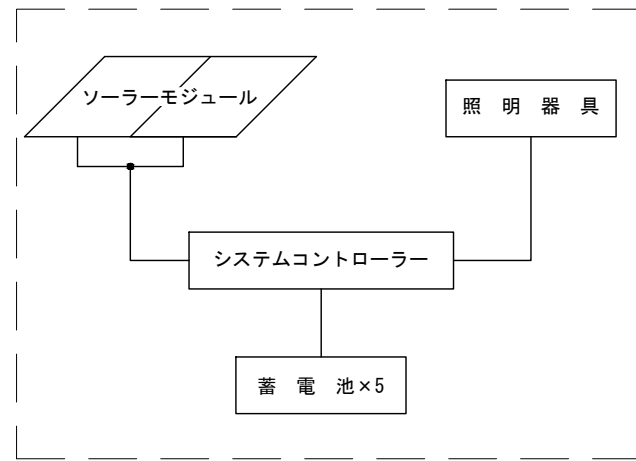 ソーラーモジュール
照 明 器 具
システムコントローラー
蓄 電 池×5